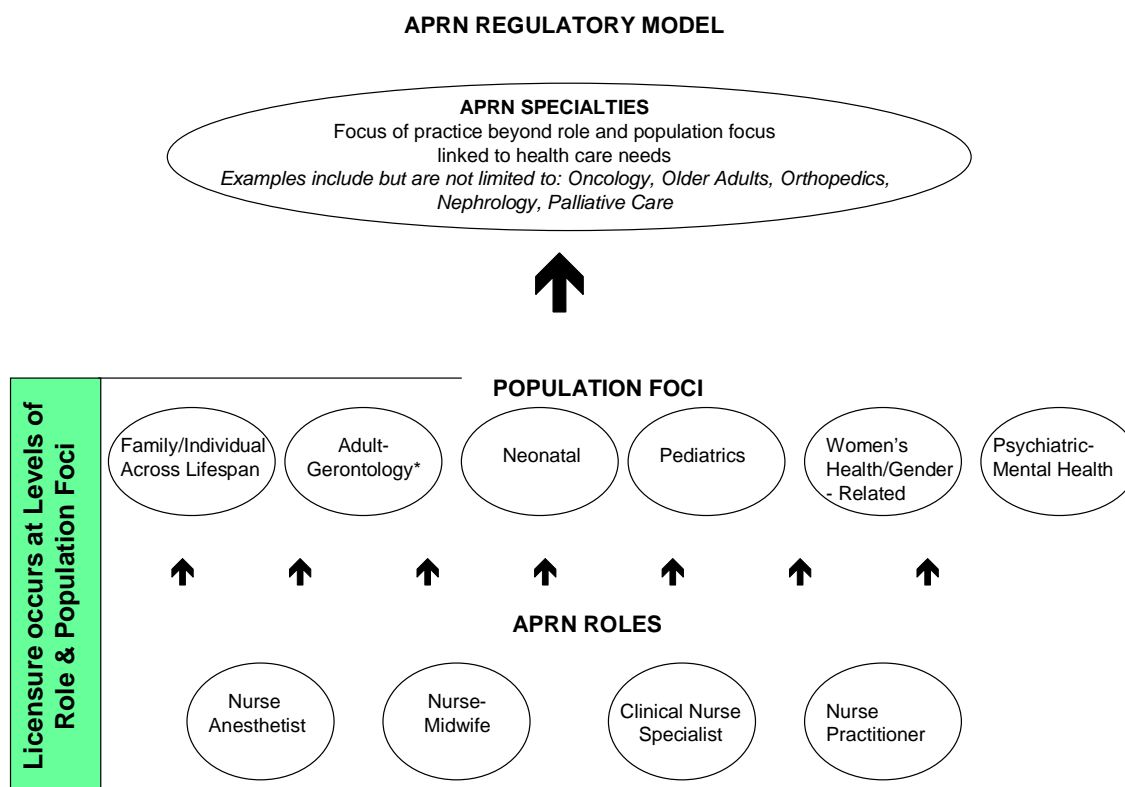 APRN REGULATORY MODEL
APRN SPECIALTIES
Focus of practice beyond role and population focus
linked to health care needs
Examples include but are not limited to: Oncology, Older Adults, Orthopedics,
Nephrology, Palliative Care
Licensure occurs at Levels of
Role & Population Foci
POPULATION FOCI
Family/Individual
Across Lifespan
Adult-
Gerontology*
Neonatal
Pediatrics
Women's
Health/Gender
- Related
Psychiatric-
Mental Health
APRN ROLES
Nurse
Anesthetist
Nurse-
Midwife
Clinical Nurse
Specialist
Nurse
Practitioner